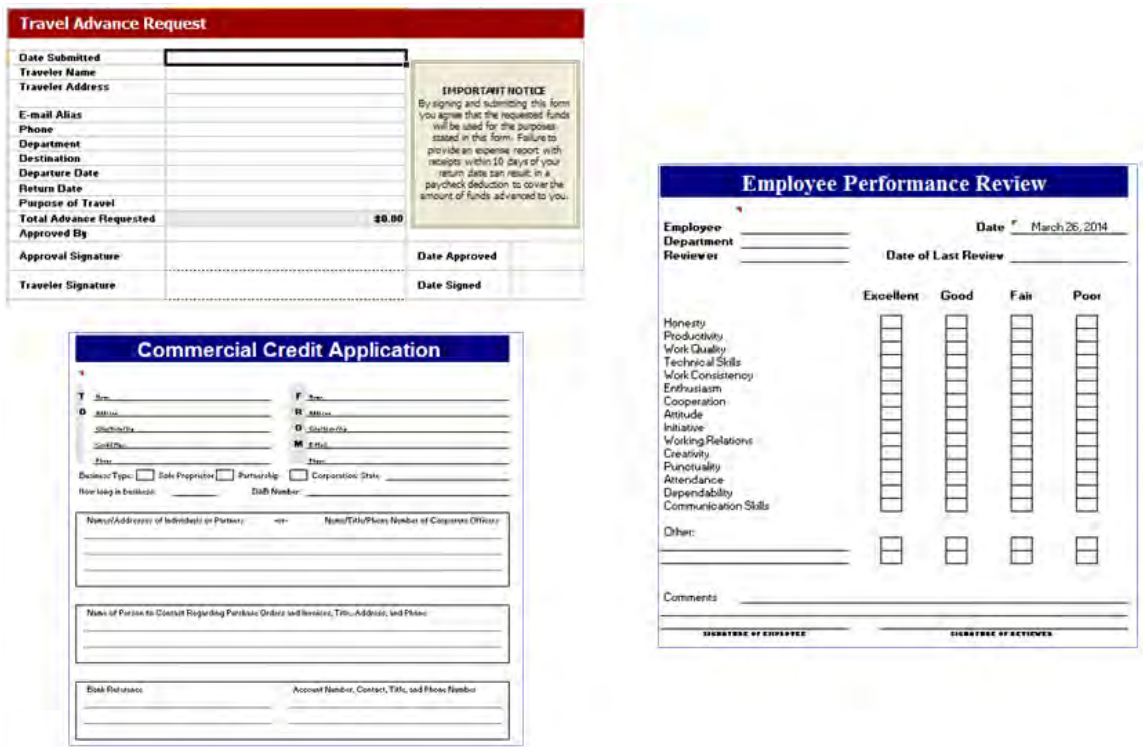 Travel Advance Request
Date Submitted
Traveler Name
Traveler Address
E-mail Alias
Phone
Department
Destination
Departure Date
Return Date
Purpose of Travel
Total Advance Requested $0.00
Approved By
Approval Signature Date Approved
Traveler Signature Date Signed
IMPORTANT NOTICE
By signing and submitting this form
you agree that the requested funds
will be used for the purposes
stated in this form. Failure to
provide an expense report with
receipts within 10 days of your
return date can result in a
paycheck deduction to cover the
amount of funds advanced to you.
Commercial Credit Application
T F
O R
O
M
Business Type: Sole Proprietor Partnership Corporation: State
How long in business:
Names/Addresses of Individuals or Partners -or- Name/Title/Phone Number of Corporate Officers
Name of Person to Contact Regarding Purchase Orders and Invoices, Title, Address, and Phone
Bank Reference Account Number, Contact, Title, and Phone Number
Employee Performance Review
Employee Date March 26, 2014
Department
Reviewer Date of Last Review
Excellent Good Fair Poor
Honesty
Productivity
Work Quality
Technical Skills
Work Consistency
Enthusiasm
Cooperation
Attitude
Initiative
Working Relations
Creativity
Punctuality
Attendance
Dependability
Communication Skills
Other:
Comments
SIGNATURE OF EMPLOYEE SIGNATURE OF REVIEWER